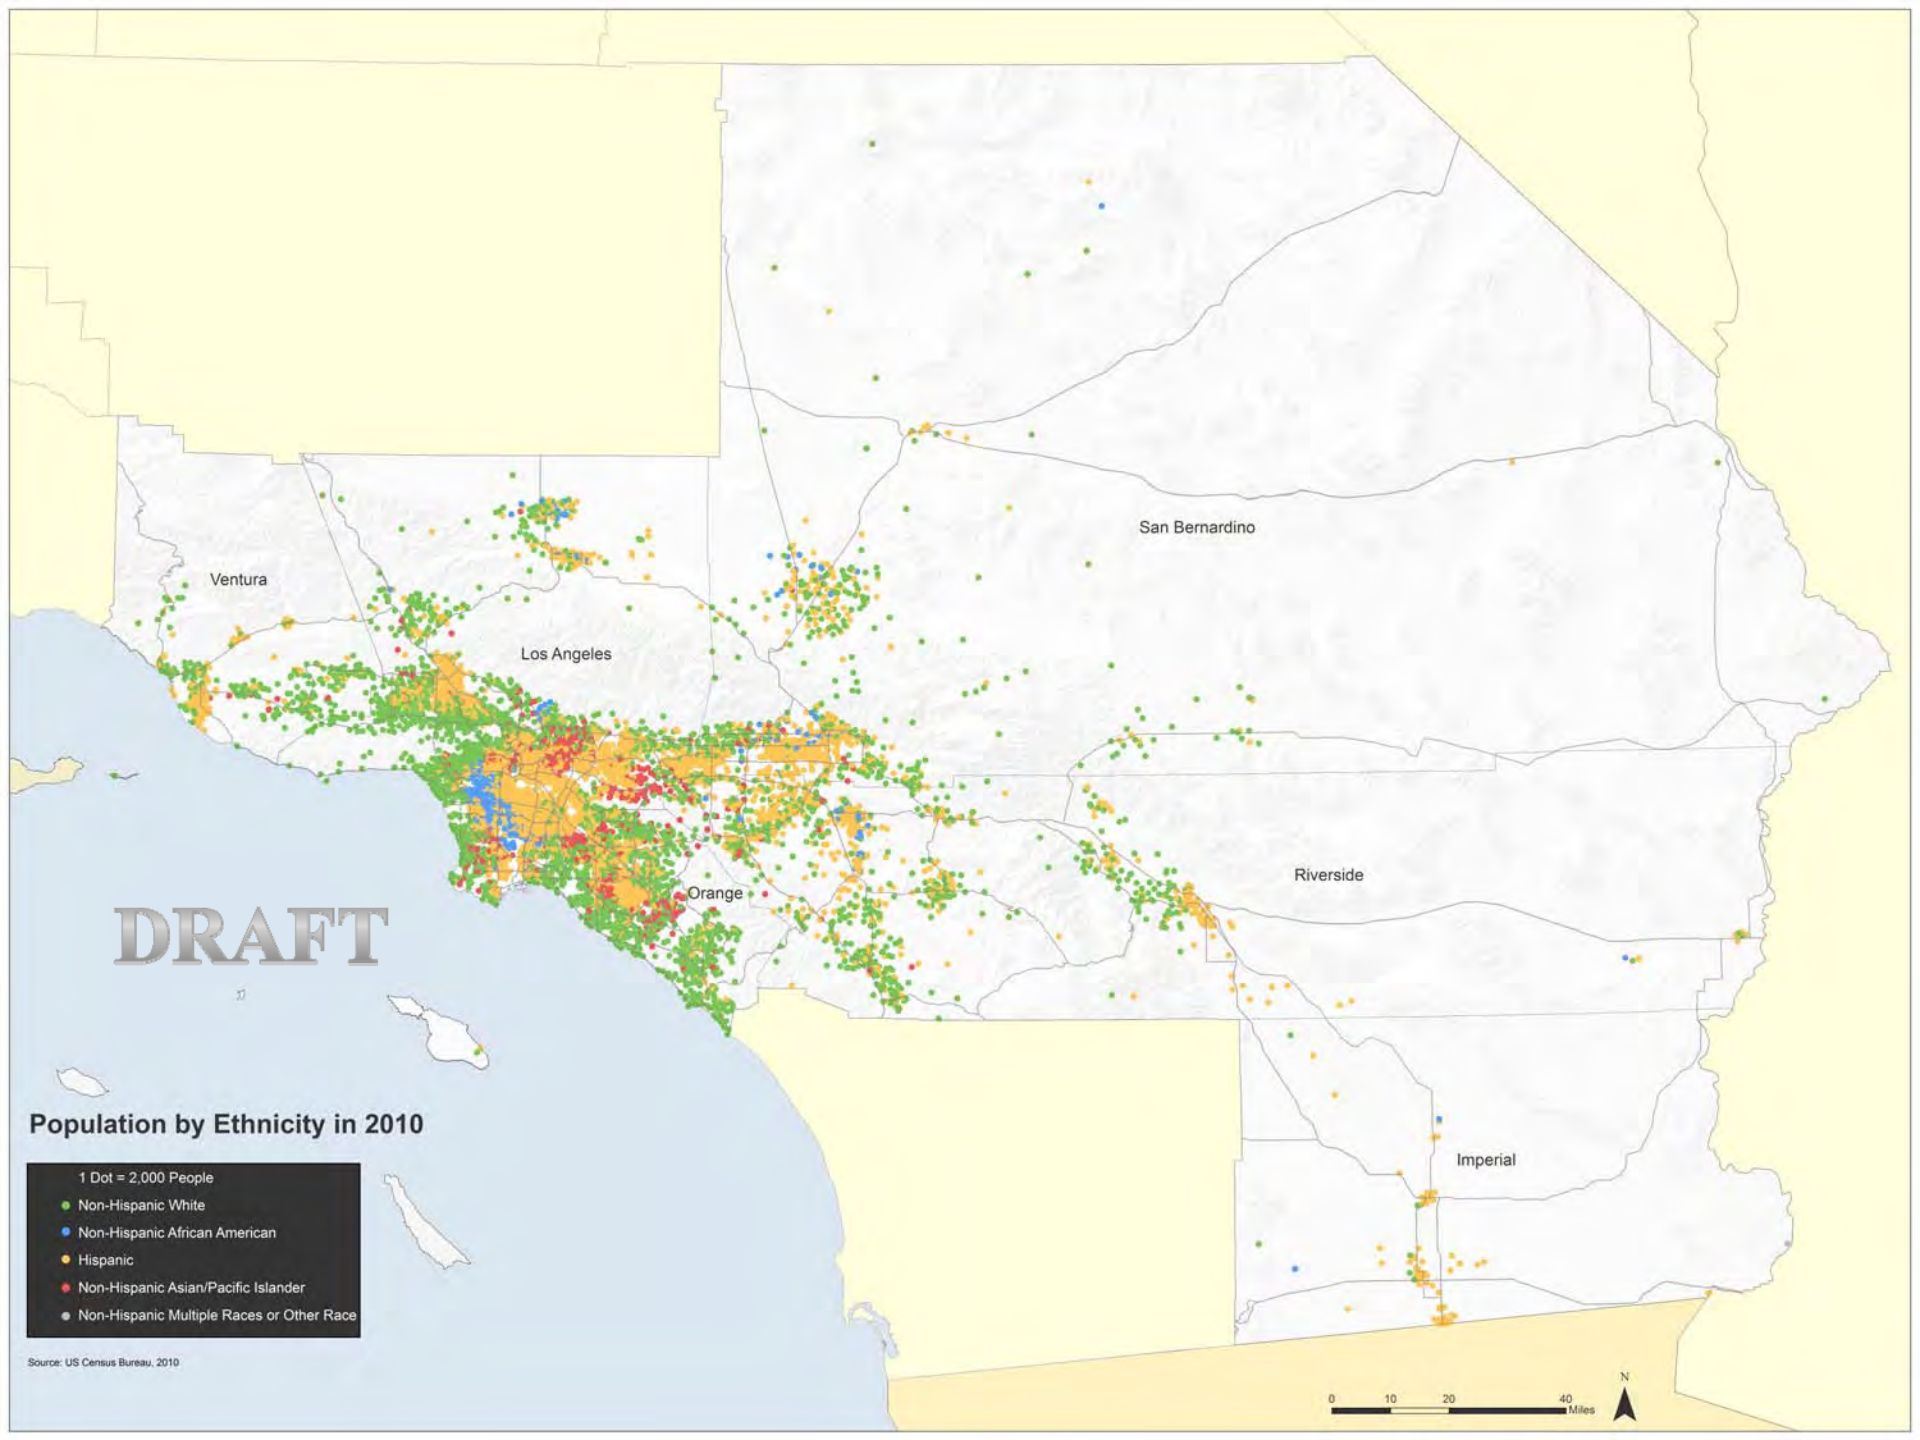 San Bernardino
Ventura
Los Angeles
Riverside
Orange
DRAFT
Population by Ethnicity in 2010
1 Dot = 2,000 People
Non-Hispanic White
Non-Hispanic African American
Hispanic
Non-Hispanic Asian/Pacific Islander
Non-Hispanic Multiple Races or Other Race
Imperial
Source: US Census Bureau, 2010
N
0 10 20 40
Miles